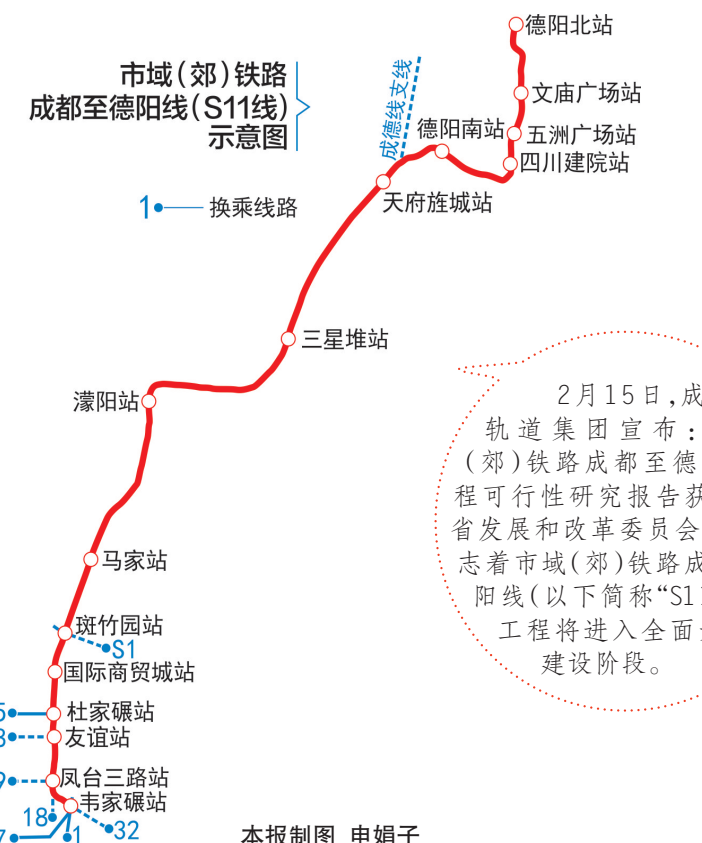 市域(郊)铁路
成都至德阳线(S11线)
示意图
1 换乘线路
成德线支线
德阳北站
文庙广场站
五洲广场站
四川建院站
德阳南站
天府旌城站
三星堆站
濛阳站
马家站
斑竹园站
S1
国际商贸城站
5
杜家碾站
友谊站
9
凤台三路站
韦家碾站
18
32
7
1
2月15日,成
轨道集团宣布:
(郊)铁路成都至德
程可行性研究报告获
省发展和改革委员会
志着市域(郊)铁路成
阳线(以下简称“S1
工程将进入全面
建设阶段。
本报制图 申娟子